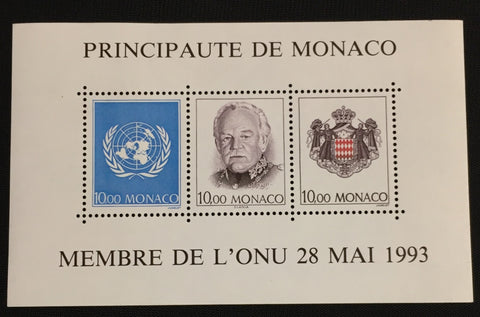 PRINCIPAUTE DE MONACO
10,00 MONACO
10,00 MONACO
10,00 MONACO
MEMBRE DE L'ONU 28 MAI 1993